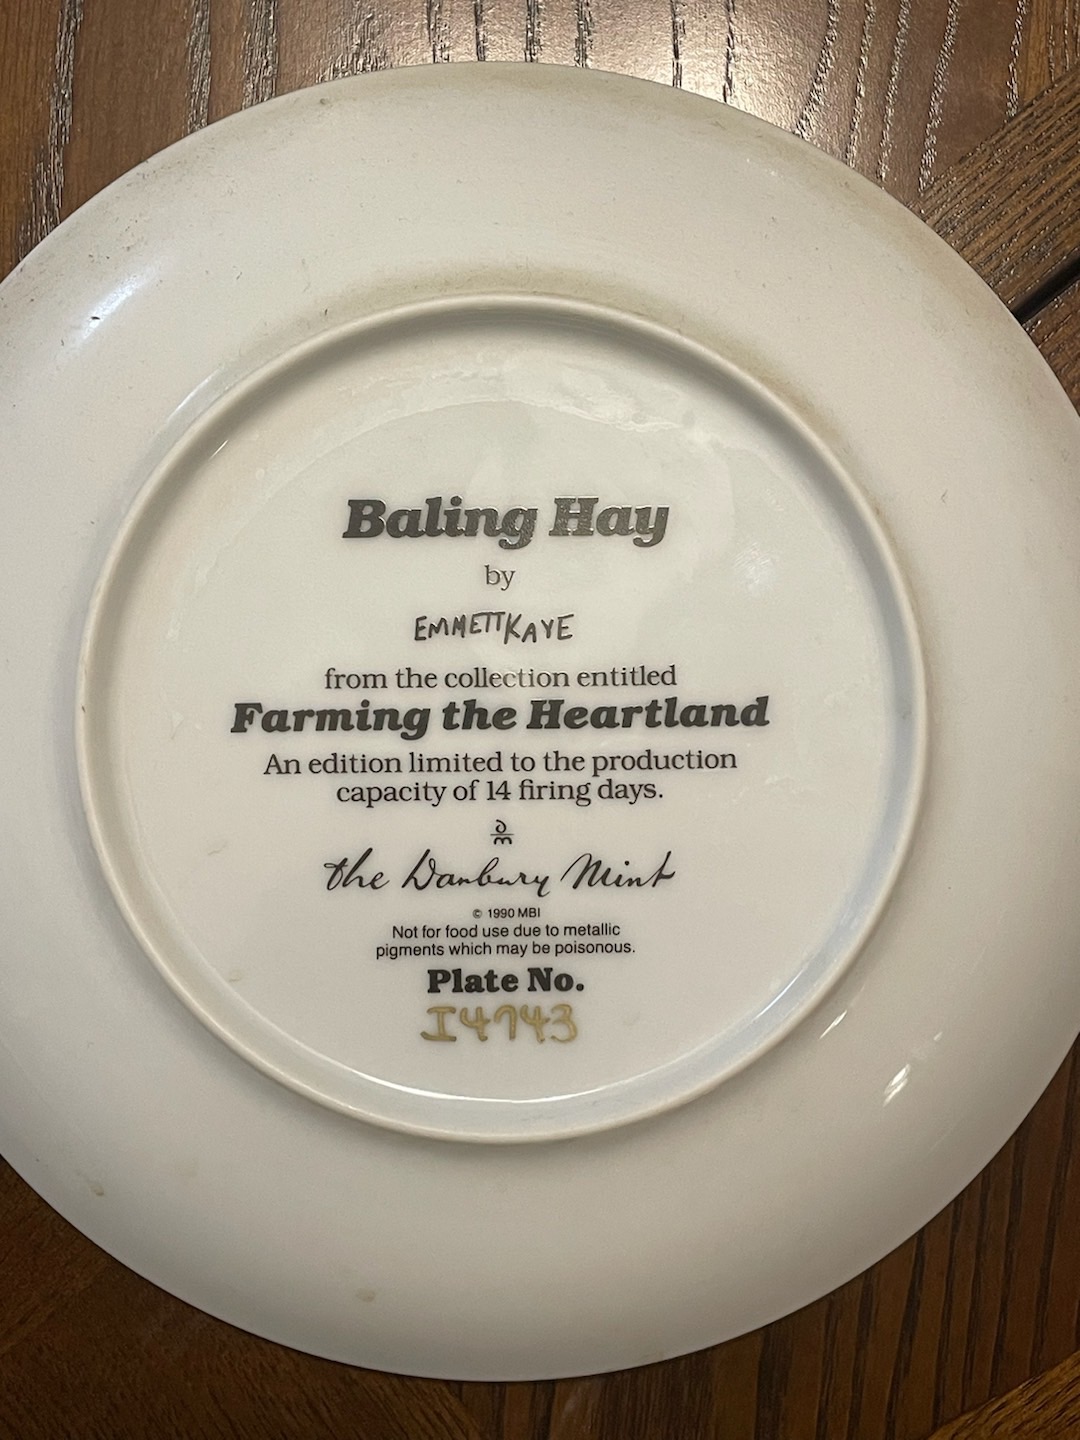 Baling Hay
by
EMMETT KAYE
from the collection entitled
Farming the Heartland
An edition limited to the production
capacity of 14 firing days.
the Danbury Mint
© 1990 MBI
Not for food use due to metallic
pigments which may be poisonous.
Plate No.
I4743